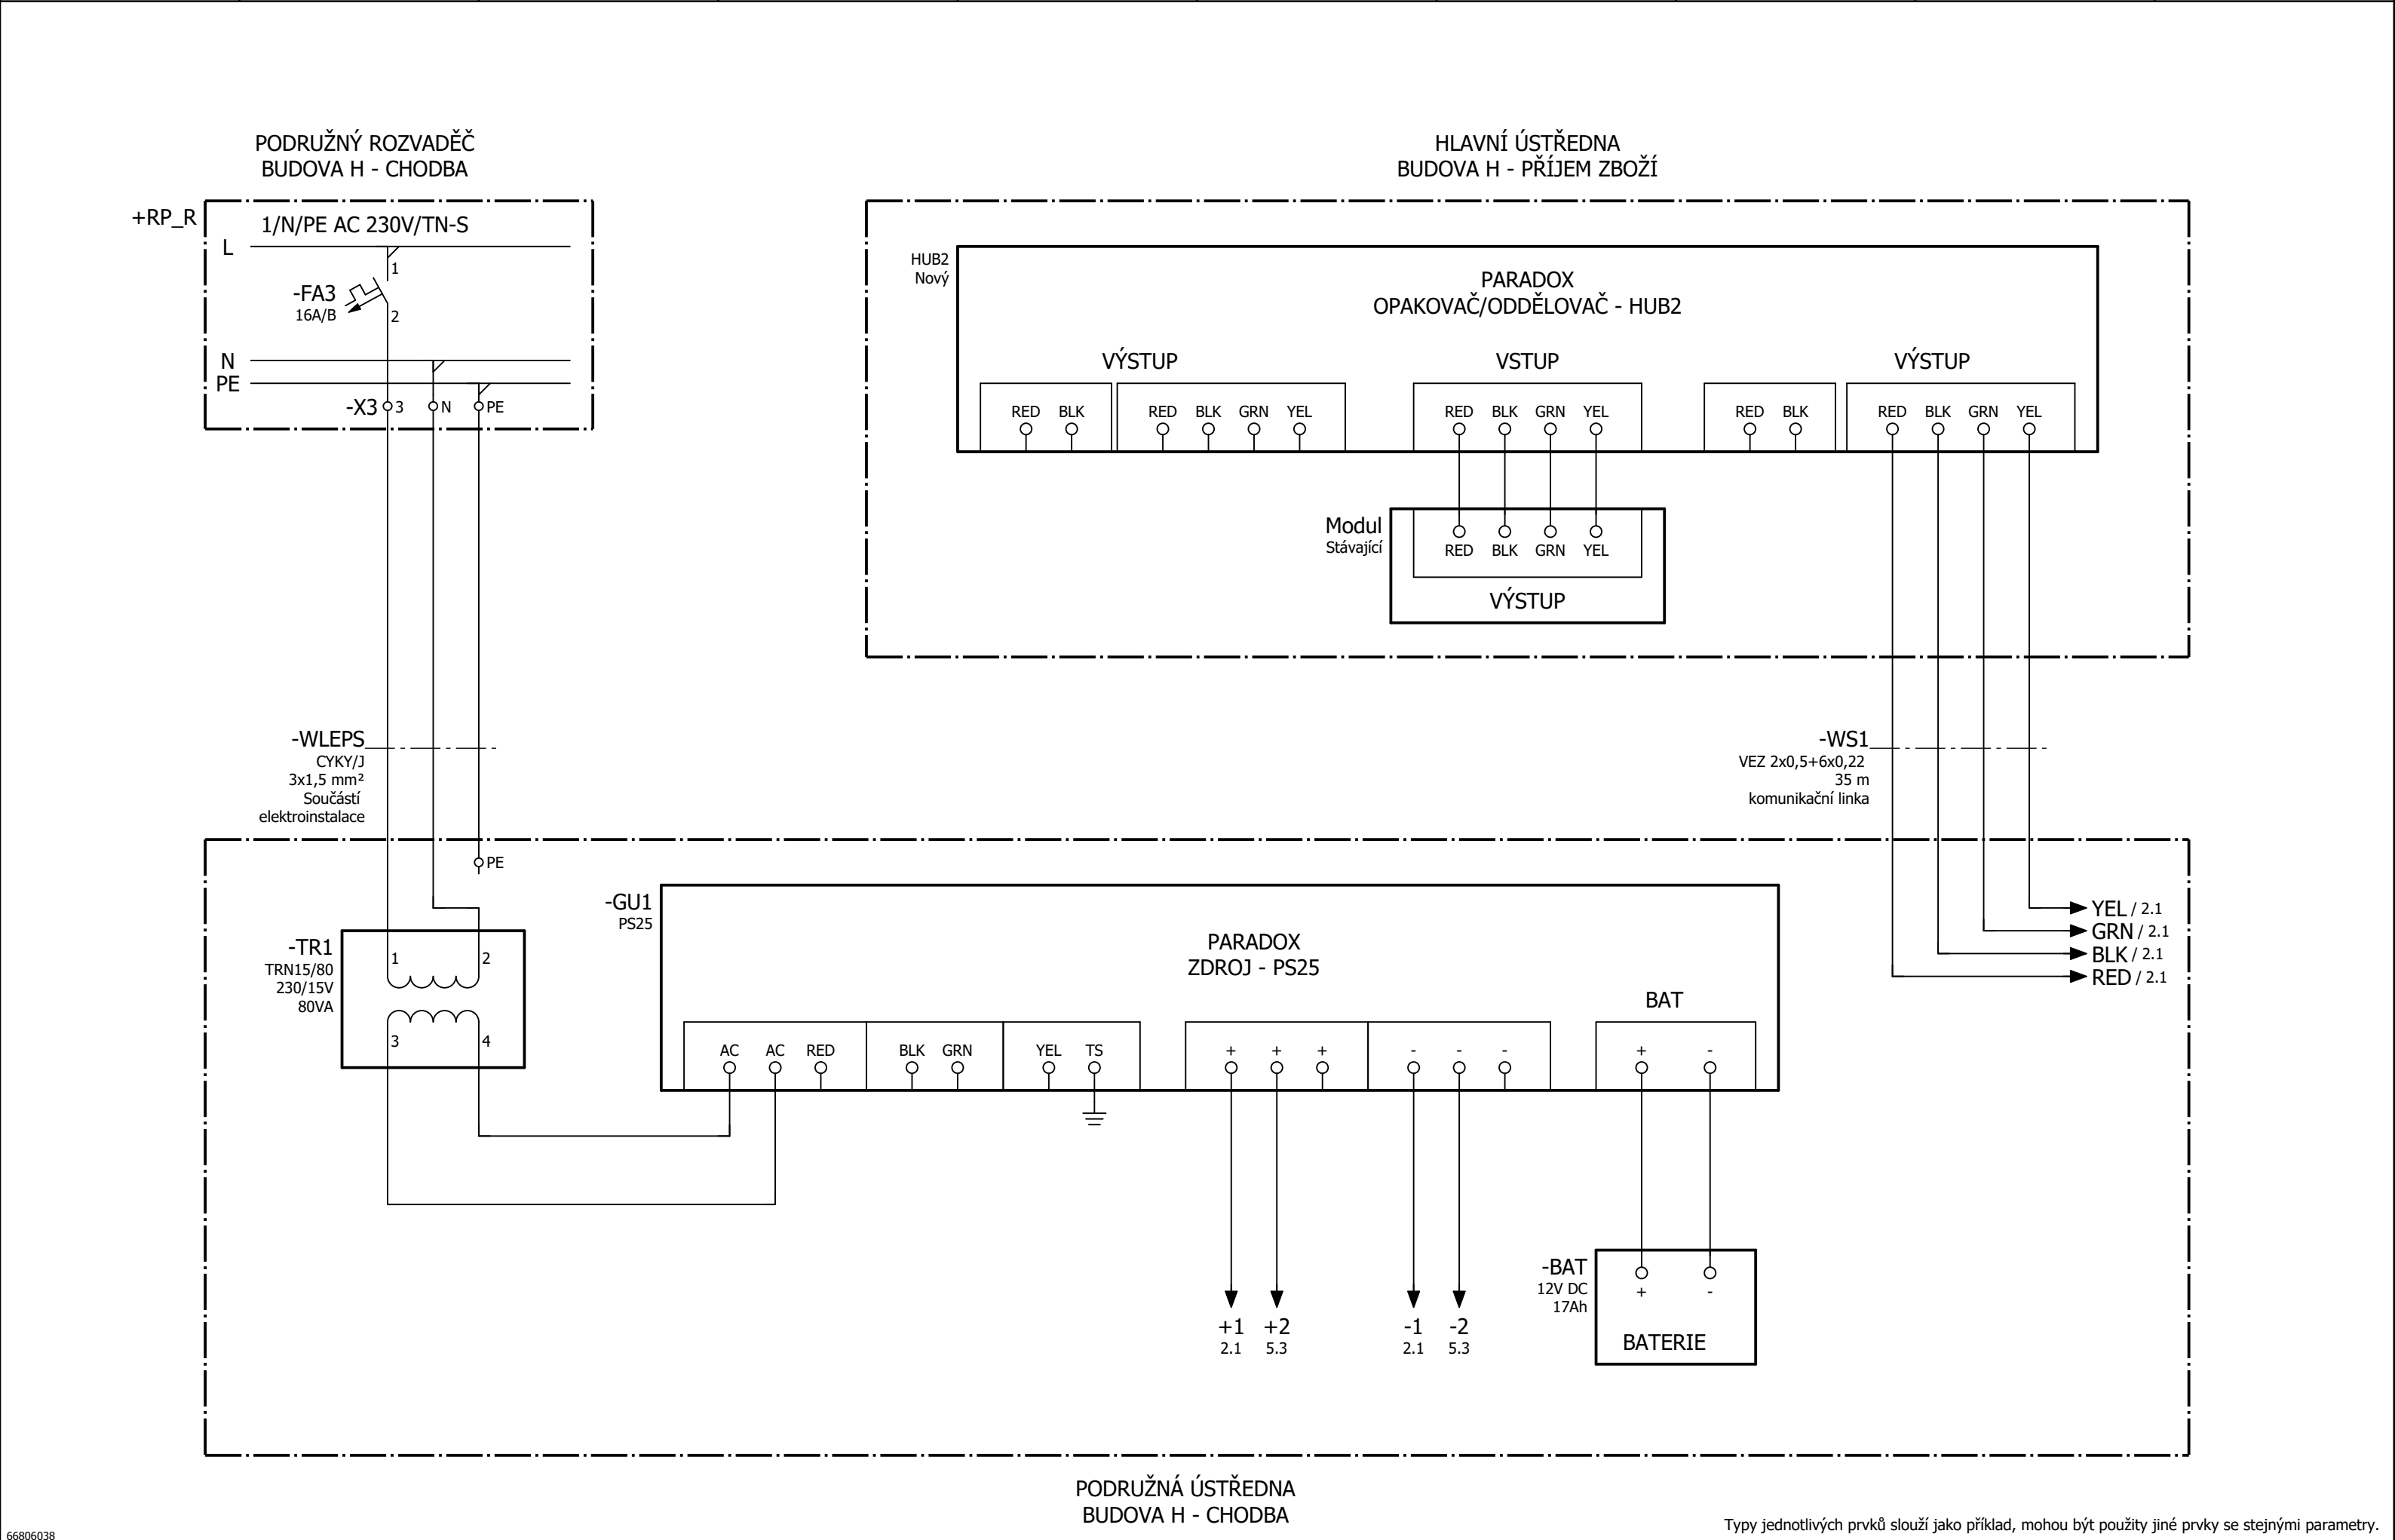 PODRUŽNÝ ROZVADĚČ
BUDOVA H - CHODBA
+RP_R
1/N/PE AC 230V/TN-S
L
1
-FA3
16A/B
2
N
PE
-X3
3
N
PE
HLAVNÍ ÚSTŘEDNA
BUDOVA H - PŘÍJEM ZBOŽÍ
HUB2
Nový
PARADOX
OPAKOVAČ/ODDĚLOVAČ - HUB2
VÝSTUP
VSTUP
VÝSTUP
RED BLK
RED BLK GRN YEL
RED BLK GRN YEL
RED BLK
RED BLK GRN YEL
Modul
Stávající
RED BLK GRN YEL
VÝSTUP
-WLEPS
CYKY/J
3x1,5 mm²
Součástí
elektroinstalace
-WS1
VEZ 2x0,5+6x0,22
35 m
komunikační linka
PE
-TR1
TRN15/80
230/15V
80VA
1
2
3
4
-GU1
PS25
PARADOX
ZDROJ - PS25
BAT
AC AC RED
BLK GRN
YEL TS
+ + +
- - -
+ -
YEL / 2.1
GRN / 2.1
BLK / 2.1
RED / 2.1
+1 +2
2.1 5.3
-1 -2
2.1 5.3
-BAT
12V DC
17Ah
+ -
BATERIE
PODRUŽNÁ ÚSTŘEDNA
BUDOVA H - CHODBA
66806038
Typy jednotlivých prvků slouží jako příklad, mohou být použity jiné prvky se stejnými parametry.